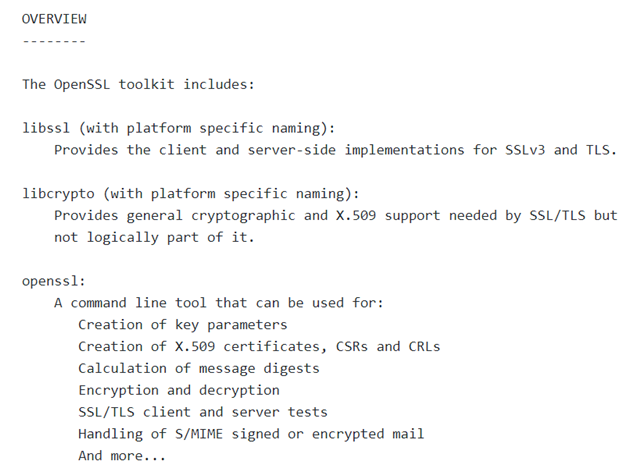 OVERVIEW
--------
The OpenSSL toolkit includes:
libssl (with platform specific naming):
Provides the client and server-side implementations for SSLv3 and TLS.
libcrypto (with platform specific naming):
Provides general cryptographic and X.509 support needed by SSL/TLS but
not logically part of it.
openssl:
A command line tool that can be used for:
Creation of key parameters
Creation of X.509 certificates, CSRs and CRLs
Calculation of message digests
Encryption and decryption
SSL/TLS client and server tests
Handling of S/MIME signed or encrypted mail
And more...